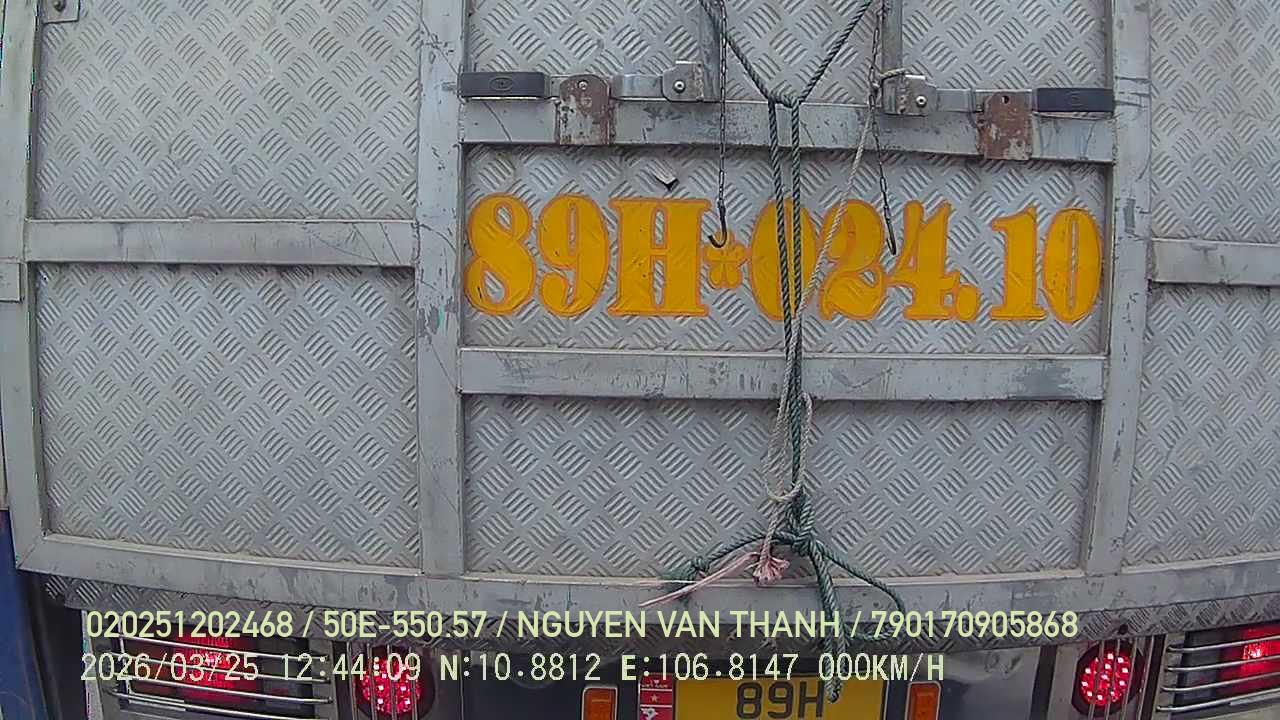 89H*024.10
020251202468 / 50E-550.57 / NGUYEN VAN THANH / 790170905868
2026/03/25 12:44:09 N:10.8812 E:106.8147 000KM/H
89H